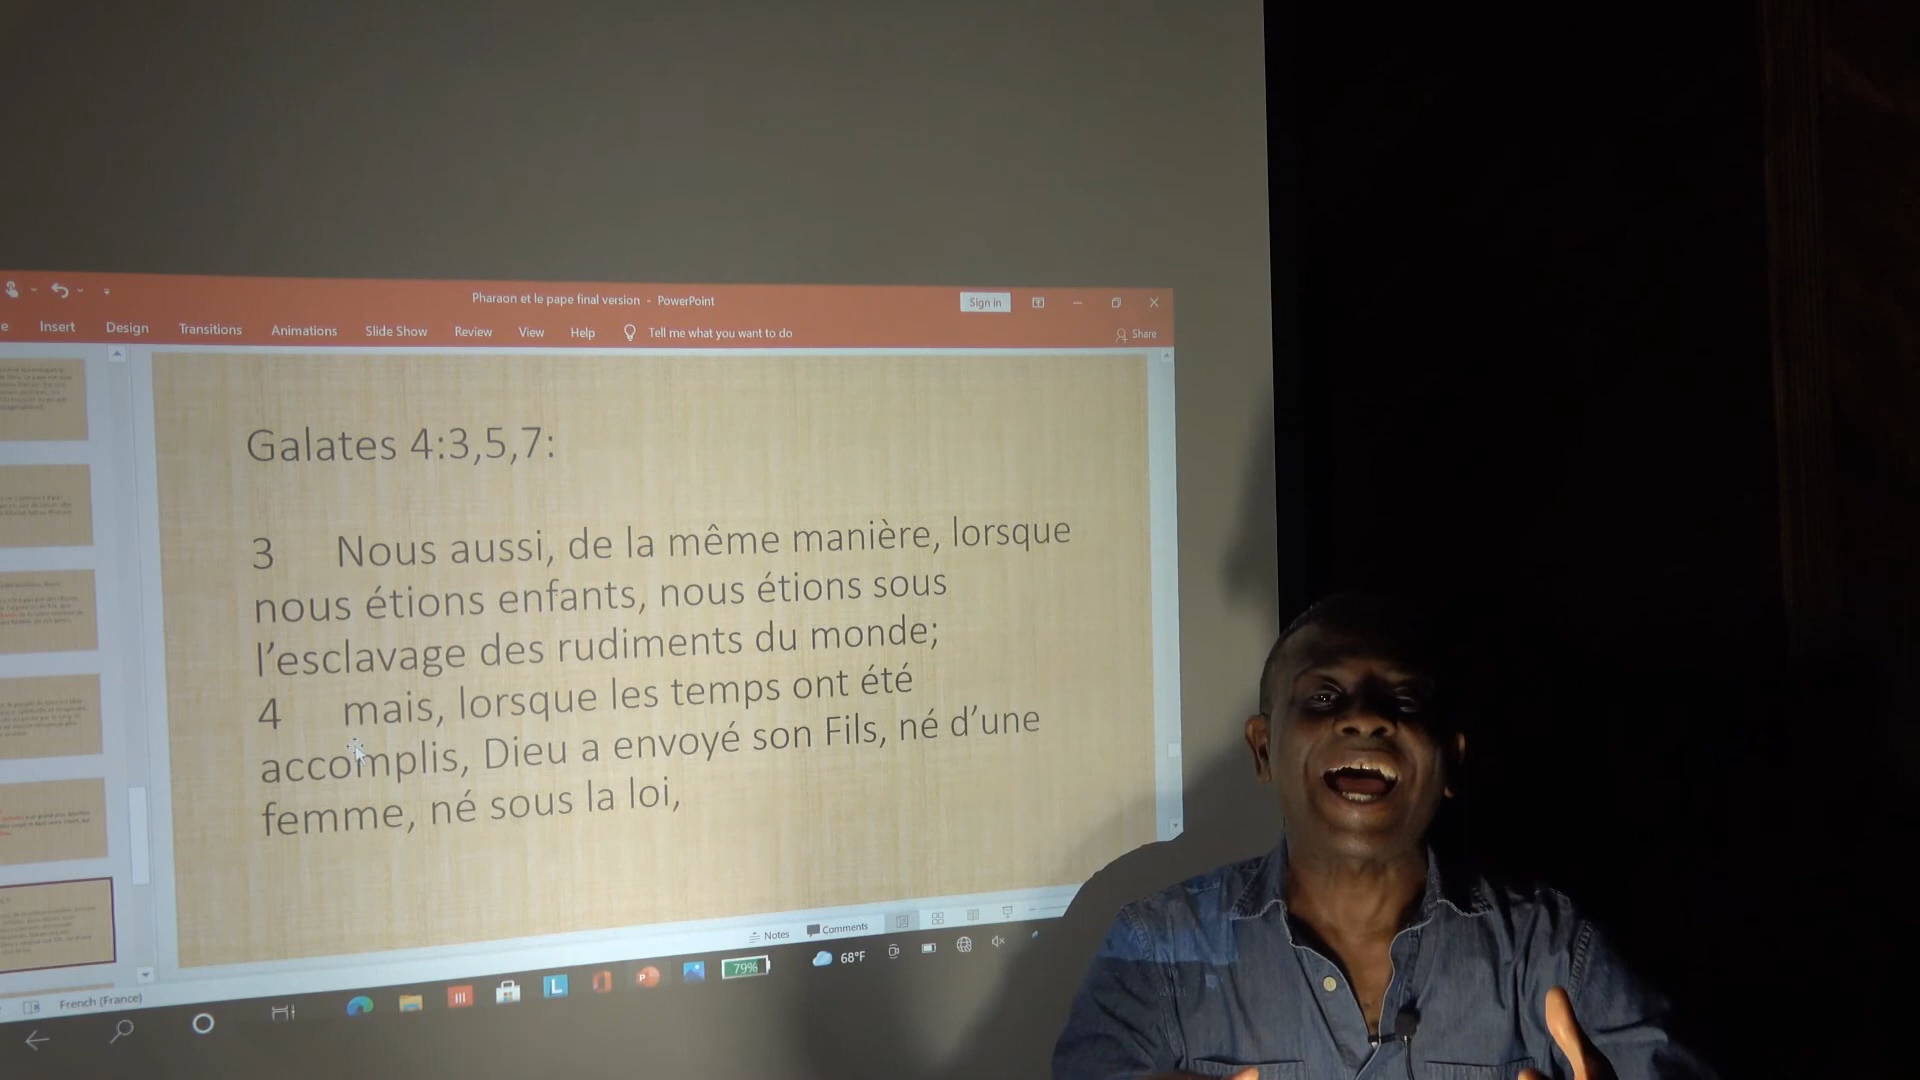 Pharaon et le pape final version - PowerPoint
Sign in
Insert Design Transitions Animations Slide Show Review View Help Tell me what you want to do Share
Galates 4:3,5,7:
3 Nous aussi, de la même manière, lorsque
nous étions enfants, nous étions sous
l'esclavage des rudiments du monde;
4 mais, lorsque les temps ont été
accomplis, Dieu a envoyé son Fils, né d'une
femme, né sous la loi,
Notes Comments
French (France)
79% 68°F